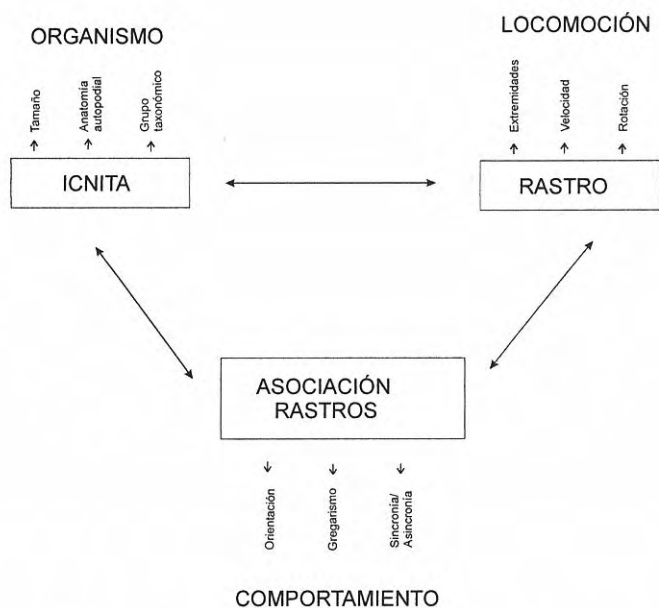 ORGANISMO
LOCOMOCIÓN
Tamaño
Anatomía
autopodial
Grupo
taxonómico
Extremidades
Velocidad
Rotación
ICNITA
RASTRO
ASOCIACIÓN
RASTROS
Orientación
Gregarismo
Sincronía/
Asincronía
COMPORTAMIENTO